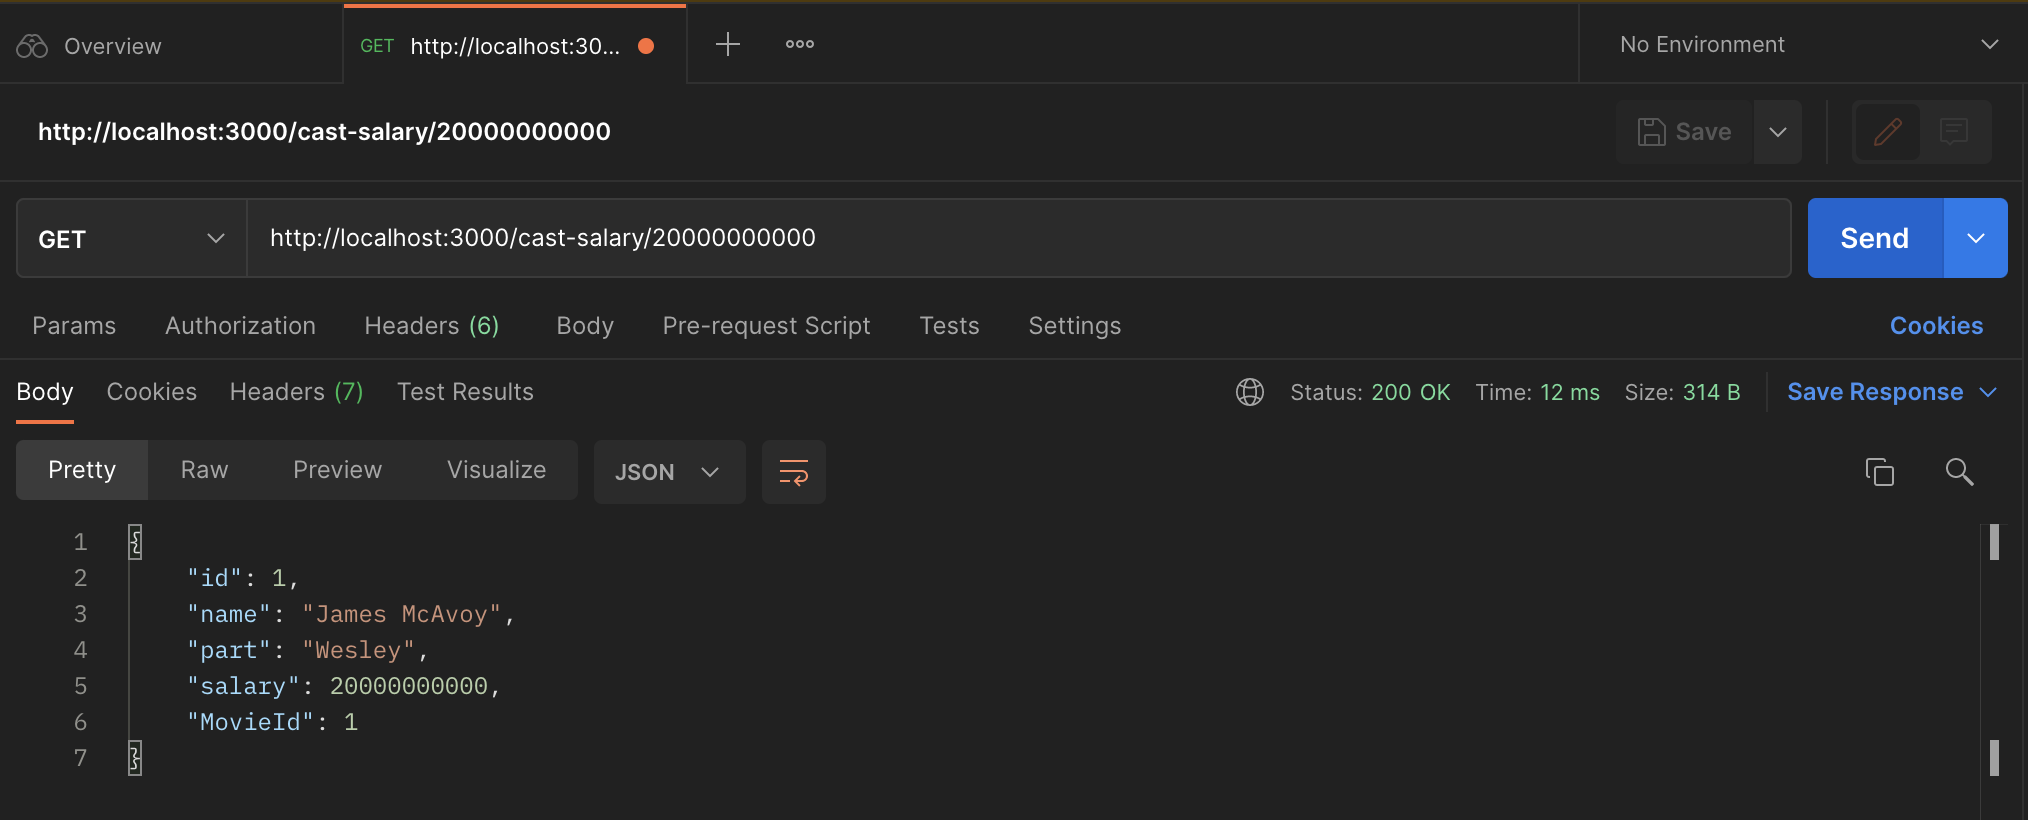 Overview
GET http://localhost:30...
No Environment
http://localhost:3000/cast-salary/20000000000
Save
GET
http://localhost:3000/cast-salary/20000000000
Send
Params Authorization Headers (6) Body Pre-request Script Tests Settings Cookies
Body Cookies Headers (7) Test Results Status: 200 OK Time: 12 ms Size: 314 B Save Response
Pretty Raw Preview Visualize JSON
1 {
2 "id": 1,
3 "name": "James McAvoy",
4 "part": "Wesley",
5 "salary": 20000000000,
6 "MovieId": 1
7 }